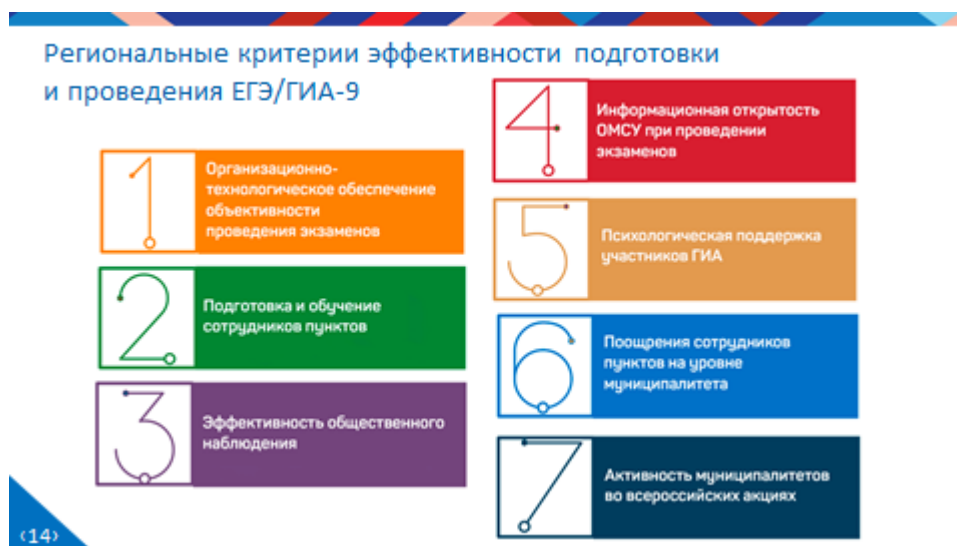 Региональные критерии эффективности подготовки
и проведения ЕГЭ/ГИА-9
1
Организационно-
технологическое обеспечение
объективности
проведения экзаменов
2
Подготовка и обучение
сотрудников пунктов
3
Эффективность общественного
наблюдения
4
Информационная открытость
ОМСУ при проведении
экзаменов
5
Психологическая поддержка
участников ГИА
6
Поощрения сотрудников
пунктов на уровне
муниципалитета
7
Активность муниципалитетов
во всероссийских акциях
‹14›